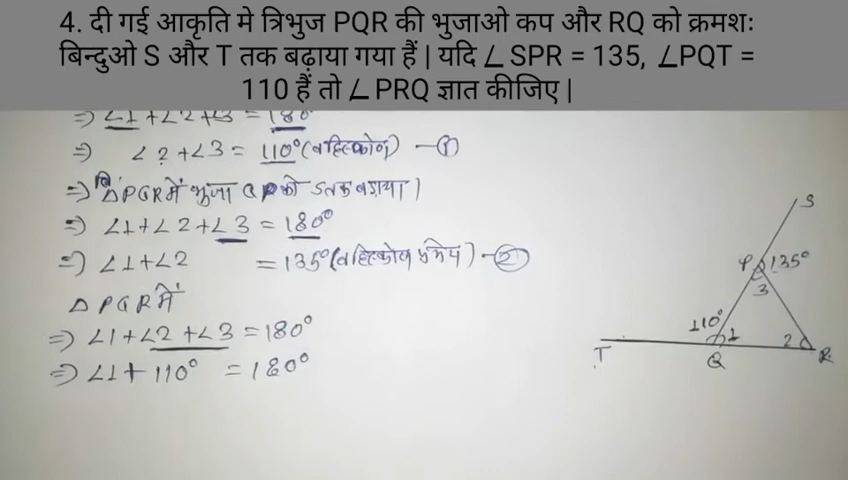 4. दी गई आकृति मे त्रिभुज PQR की भुजाओ कप और RQ को क्रमशः
बिन्दुओ S और T तक बढ़ाया गया हैं | यदि ∠ SPR = 135, ∠PQT =
110 हैं तो ∠ PRQ ज्ञात कीजिए |
⇒ ∠1+∠2+∠3 = 180°
⇒ ∠2+∠3 = 110° (बहिष्कोण) —①
⇒ ΔPQR में भुजा QP को S तक बढ़ाया।
⇒ ∠1+∠2+∠3 = 180°
⇒ ∠1+∠2 = 135° (बहिष्कोण प्रमेय) —②
Δ PQR में
⇒ ∠1+∠2+∠3 = 180°
⇒ ∠1+ 110° = 180°
S
P 135°
3
110° 1 2
T Q R